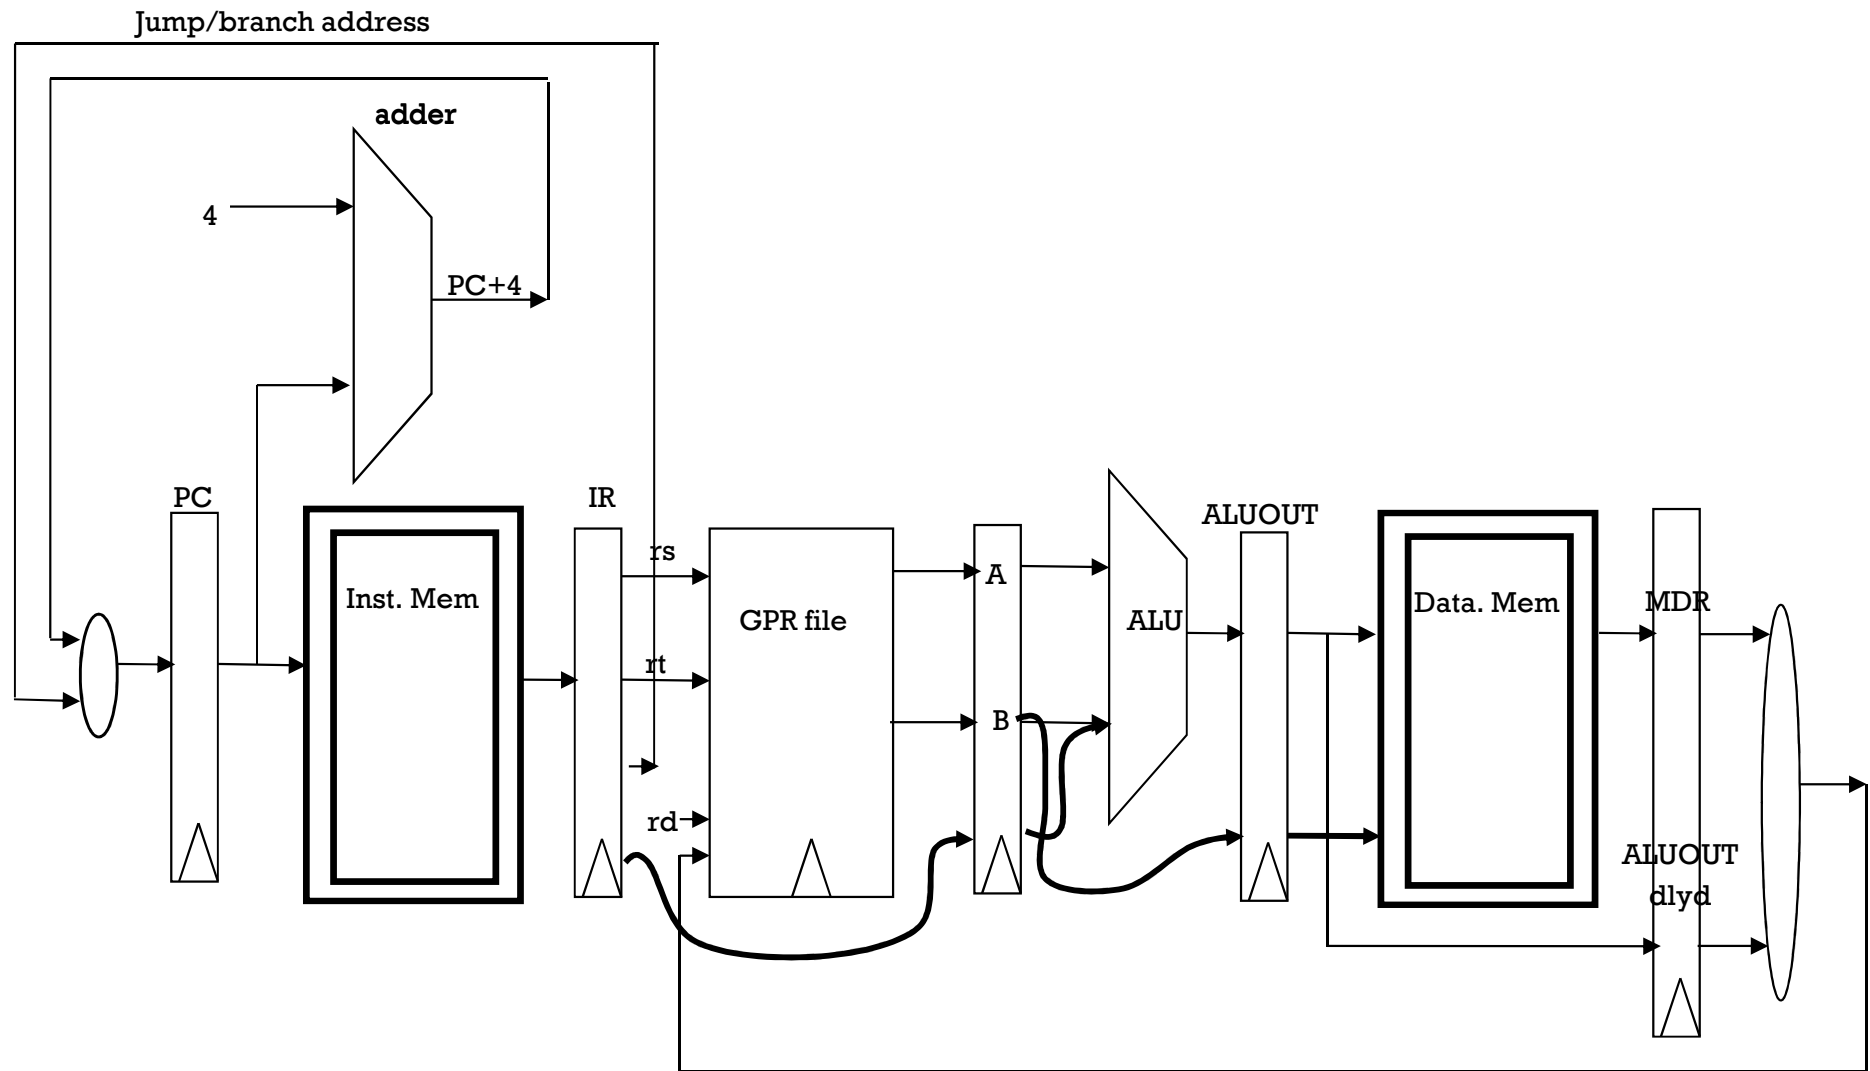 Jump/branch address
adder
4
PC+4
PC
IR
ALUOUT
rs
A
Inst. Mem
GPR file
ALU
Data. Mem
MDR
rt
B
rd
ALUOUT
dlyd